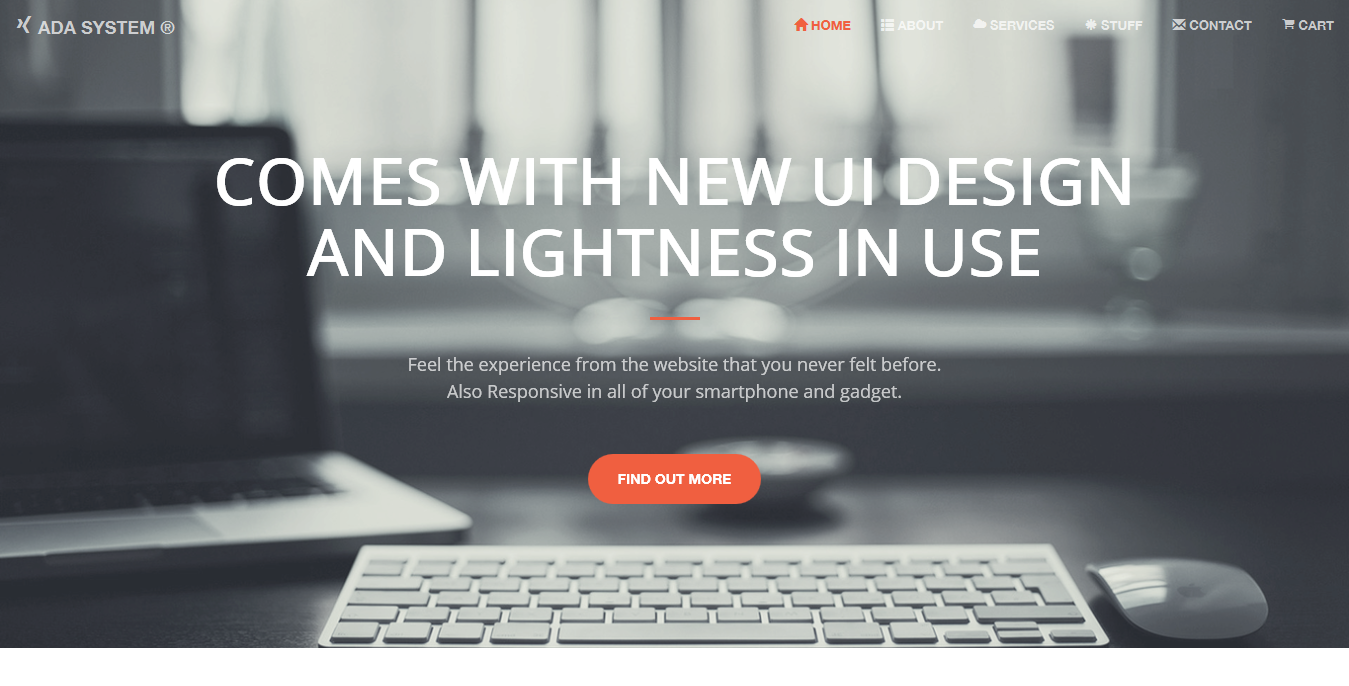 ADA SYSTEM ®
HOME ABOUT SERVICES STUFF CONTACT CART
COMES WITH NEW UI DESIGN
AND LIGHTNESS IN USE
Feel the experience from the website that you never felt before.
Also Responsive in all of your smartphone and gadget.
FIND OUT MORE